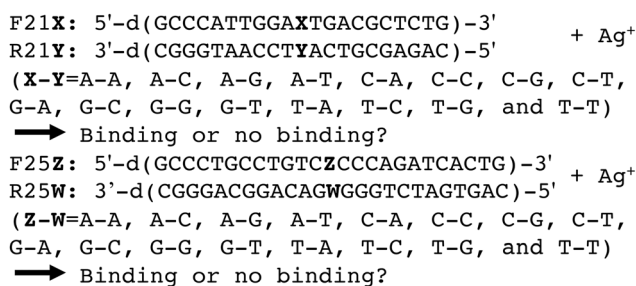 F21X: 5'-d(GCCCATTGGAXTGACGCTCTG)-3'
R21Y: 3'-d(CGGGTAACCTYACTGCGAGAC)-5'
+ Ag⁺
(X-Y=A-A, A-C, A-G, A-T, C-A, C-C, C-G, C-T,
G-A, G-C, G-G, G-T, T-A, T-C, T-G, and T-T)
Binding or no binding?
F25Z: 5'-d(GCCCTGCCTGTCZCCCAGATCACTG)-3'
R25W: 3’-d(CGGGACGGACAGWGGGTCTAGTGAC)-5'
+ Ag⁺
(Z-W=A-A, A-C, A-G, A-T, C-A, C-C, C-G, C-T,
G-A, G-C, G-G, G-T, T-A, T-C, T-G, and T-T)
Binding or no binding?